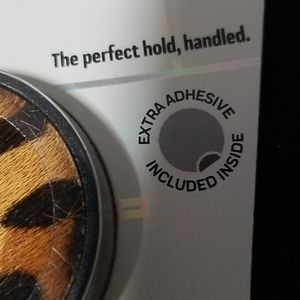 The perfect hold, handled.
EXTRA ADHESIVE
INCLUDED INSIDE